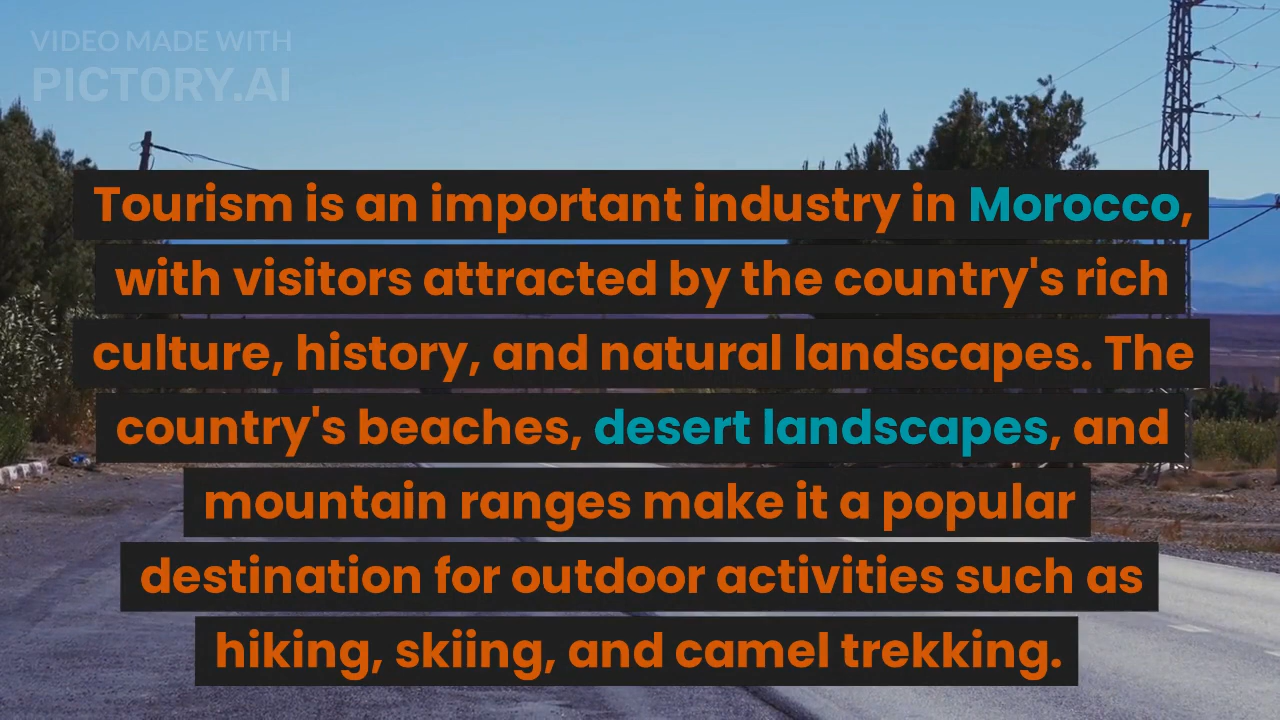 VIDEO MADE WITH
PICTORY.AI
Tourism is an important industry in Morocco,
with visitors attracted by the country's rich
culture, history, and natural landscapes. The
country's beaches, desert landscapes, and
mountain ranges make it a popular
destination for outdoor activities such as
hiking, skiing, and camel trekking.